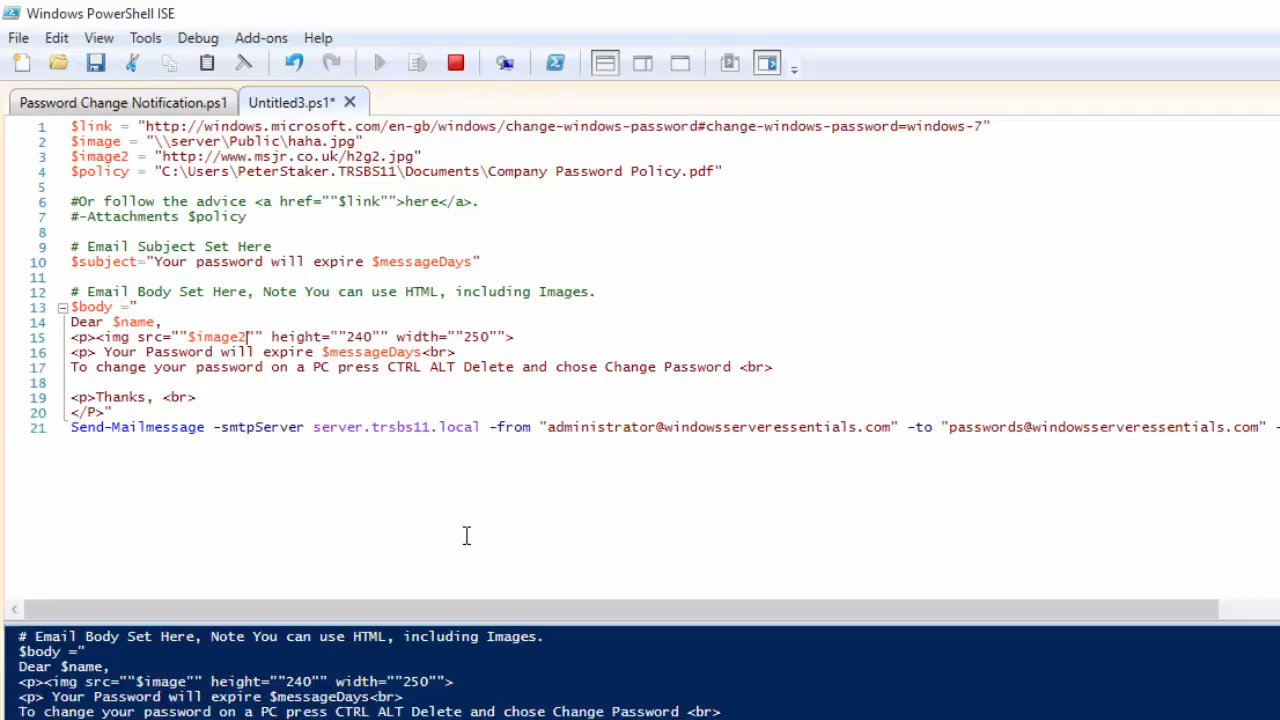 Windows PowerShell ISE
File Edit View Tools Debug Add-ons Help
Password Change Notification.ps1 Untitled3.ps1*
1 $link = "http://windows.microsoft.com/en-gb/windows/change-windows-password#change-windows-password=windows-7"
2 $image = "\\server\Public\haha.jpg"
3 $image2 = "http://www.msjr.co.uk/h2g2.jpg"
4 $policy = "C:\Users\PeterStaker.TRSBS11\Documents\Company Password Policy.pdf"
5
6 #Or follow the advice <a href=""$link"">here</a>.
7 #-Attachments $policy
8
9 # Email Subject Set Here
10 $subject="Your password will expire $messageDays"
11
12 # Email Body Set Here, Note You can use HTML, including Images.
13 $body ="
14 Dear $name,
15 <p><img src=""$image2"" height=""240"" width=""250"">
16 <p> Your Password will expire $messageDays<br>
17 To change your password on a PC press CTRL ALT Delete and chose Change Password <br>
18
19 <p>Thanks, <br>
20 </P>"
21 Send-Mailmessage -smtpServer server.trsbs11.local -from "administrator@windowsserveressentials.com" -to "passwords@windowsserveressentials.com" -
# Email Body Set Here, Note You can use HTML, including Images.
$body ="
Dear $name,
<p><img src=""$image"" height=""240"" width=""250"">
<p> Your Password will expire $messageDays<br>
To change your password on a PC press CTRL ALT Delete and chose Change Password <br>